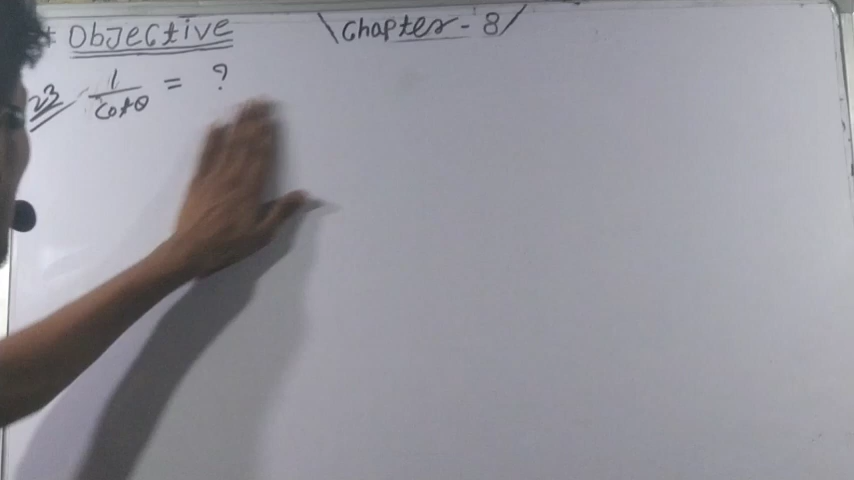 * Objective
\Chapter - 8/
23 1/cotθ = ?